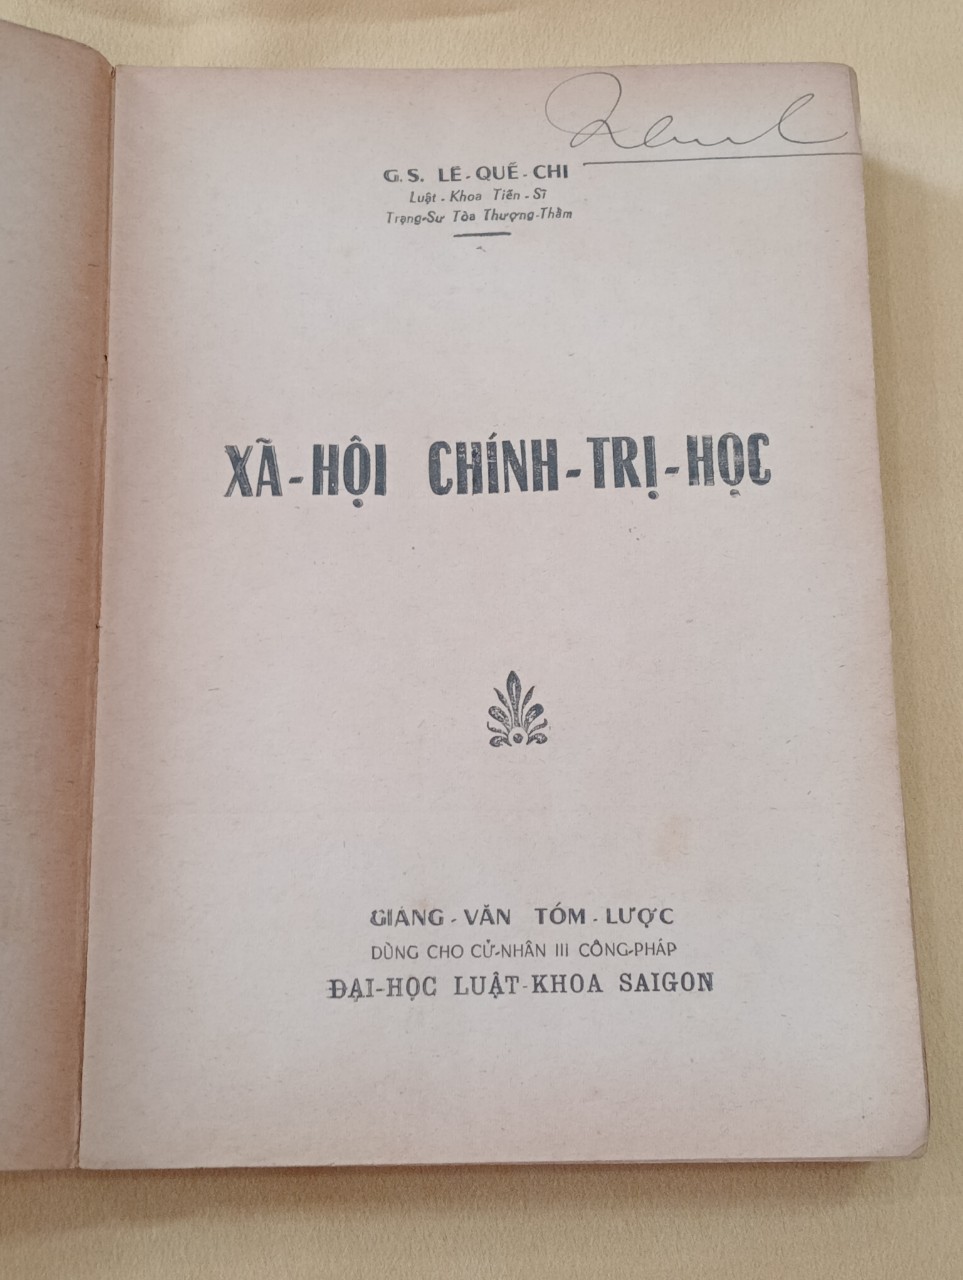 G.S. LÊ-QUẾ-CHI
Luật-Khoa Tiến-Sĩ
Trạng-Sư Tòa Thượng-Thẩm
XÃ-HỘI CHÍNH-TRỊ-HỌC
GIẢNG-VĂN TÓM-LƯỢC
DÙNG CHO CỬ-NHÂN III CÔNG-PHÁP
ĐẠI-HỌC LUẬT-KHOA SAIGON